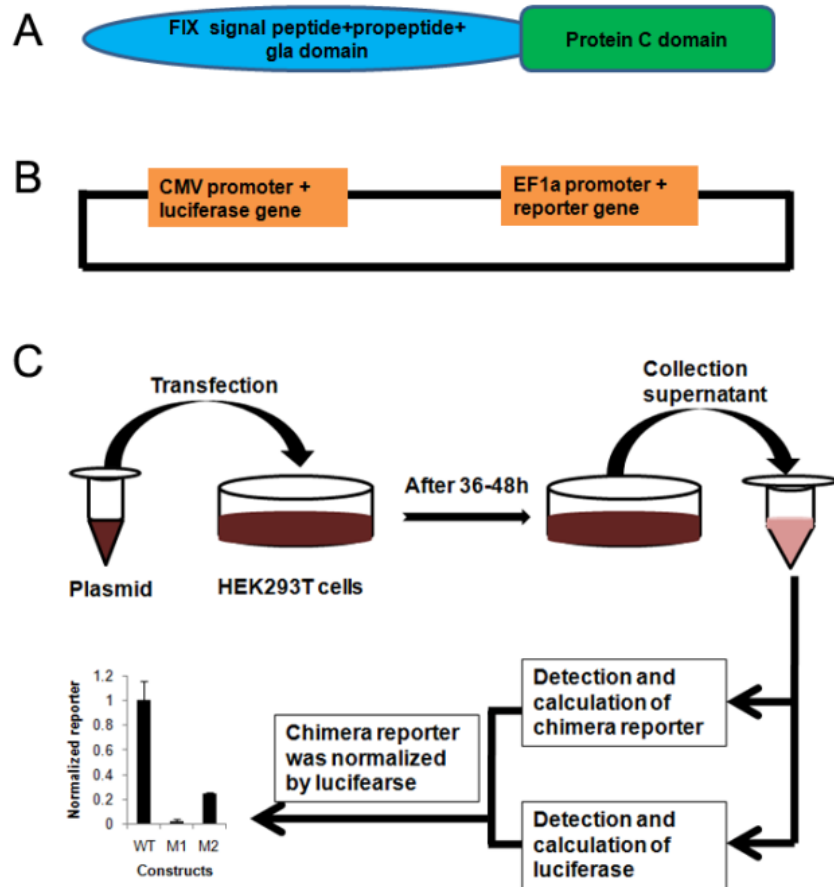 A
FIX signal peptide+propeptide+
gla domain
Protein C domain
B
CMV promoter +
luciferase gene
EF1a promoter +
reporter gene
C
Transfection
Collection
supernatant
After 36-48h
Plasmid
HEK293T cells
Detection and
calculation of
chimera reporter
Chimera reporter
was normalized
by lucifearse
Detection and
calculation of
luciferase
Normalized reporter
1.2
1
0.8
0.6
0.4
0.2
0
WT M1 M2
Constructs